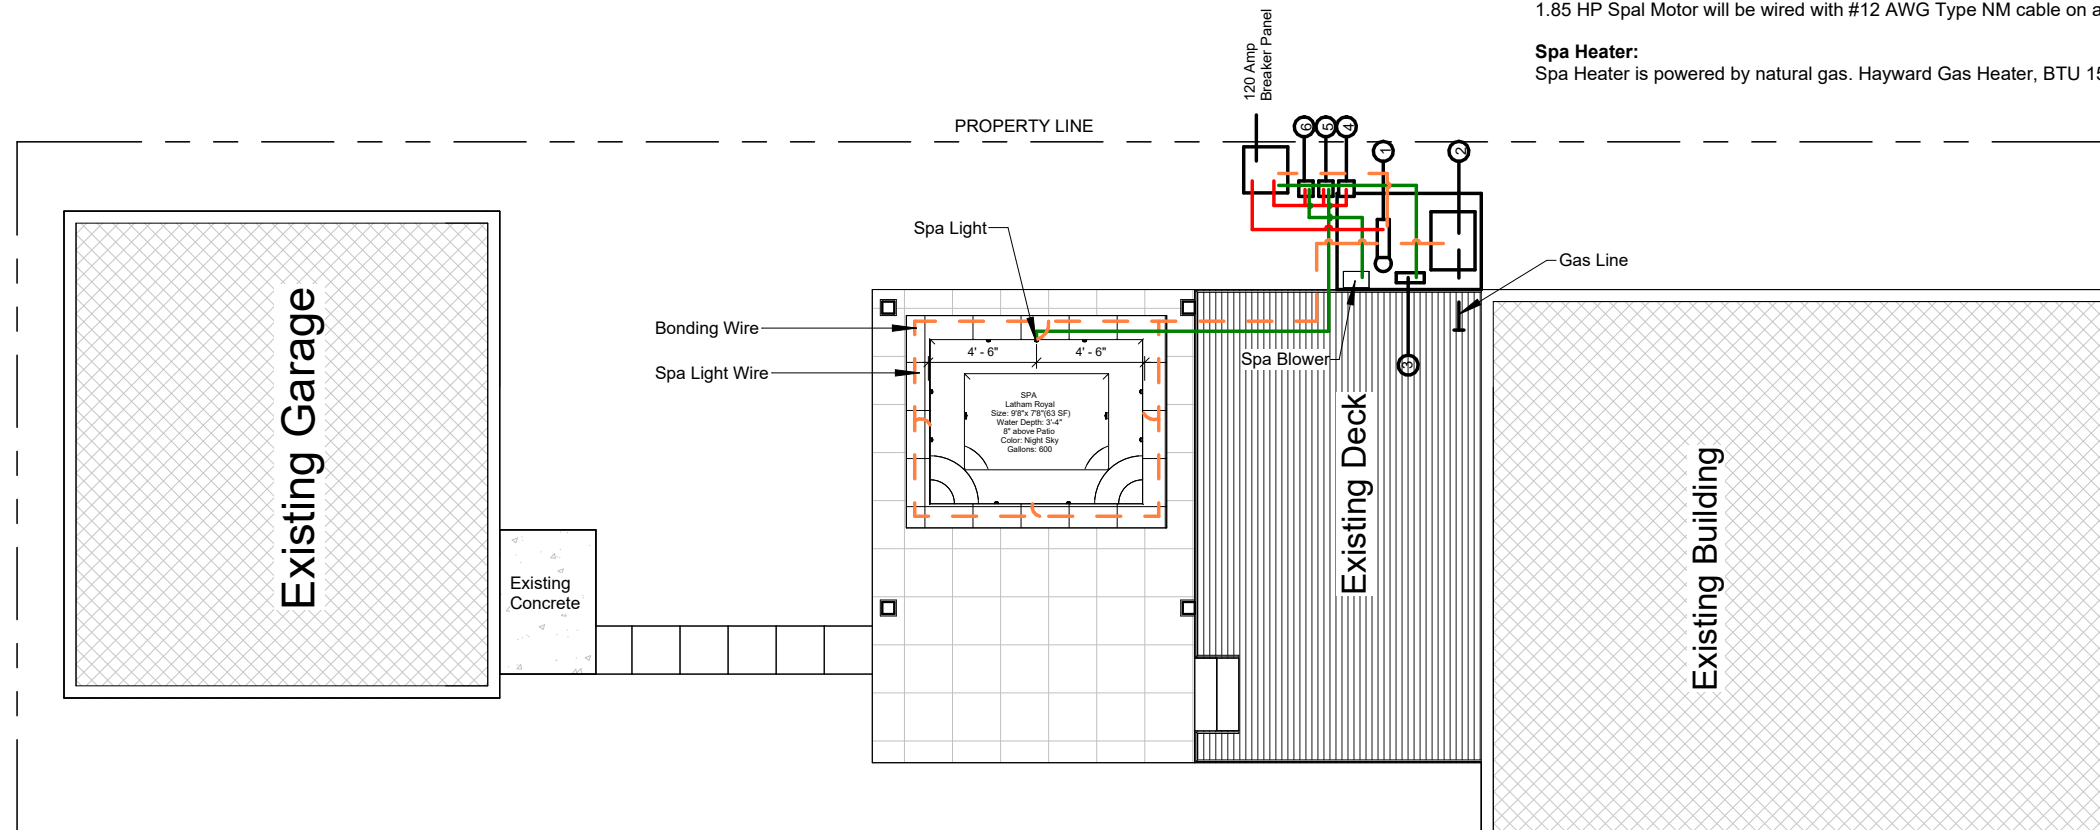 1.85 HP Spal Motor will be wired with #12 AWG Type NM cable on a
Spa Heater:
Spa Heater is powered by natural gas. Hayward Gas Heater, BTU 15
120 Amp
Breaker Panel
PROPERTY LINE
6
5
4
1
2
Spa Light
Gas Line
Bonding Wire
4' - 6"
4' - 6"
Spa Blower
3
Spa Light Wire
SPA
Latham Royal
Size: 9'8"x 7'8"(63 SF)
Water Depth: 3'-4"
8" above Patio
Color: Night Sky
Gallons: 600
Existing Garage
Existing Deck
Existing Building
Existing
Concrete